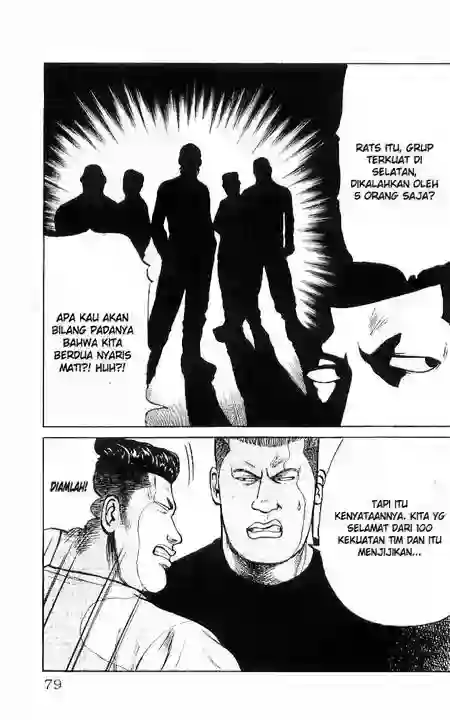 RATS ITU, GRUP
TERKUAT DI
SELATAN,
DIKALAHKAN OLEH
5 ORANG SAJA?
APA KAU AKAN
BILANG PADANYA
BAHWA KITA
BERDUA NYARIS
MATI?! HUH?!
DIAMLAH!
TAPI ITU
KENYATAANNYA. KITA YG
SELAMAT DARI 100
KEKUATAN TIM DAN ITU
MENJIJIKAN...
79